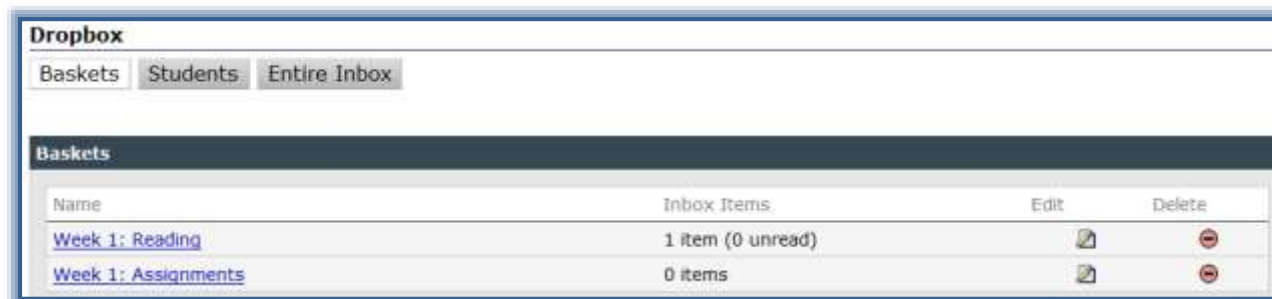 Dropbox
Baskets Students Entire Inbox
Baskets
Name Inbox Items Edit Delete
Week 1: Reading 1 item (0 unread)
Week 1: Assignments 0 items